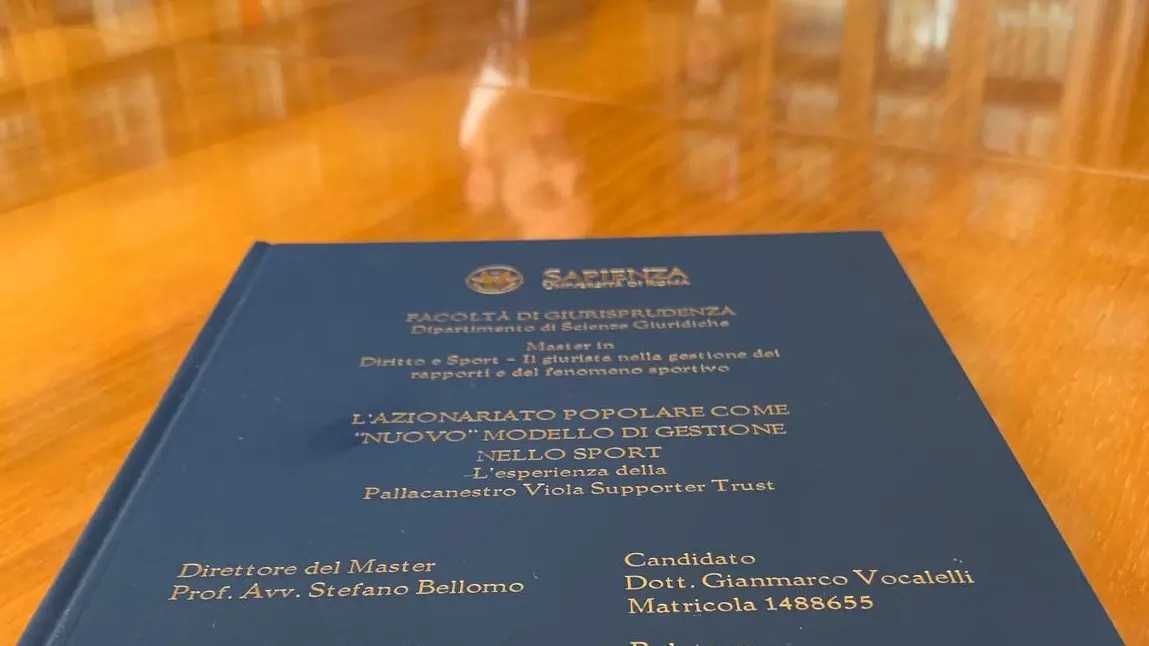 SAPIENZA
UNIVERSITÀ DI ROMA
FACOLTÀ DI GIURISPRUDENZA
Dipartimento di Scienze Giuridiche
Master in
Diritto e Sport – Il giurista nella gestione dei
rapporti e del fenomeno sportivo
L'AZIONARIATO POPOLARE COME
"NUOVO" MODELLO DI GESTIONE
NELLO SPORT
L'esperienza della
Pallacanestro Viola Supporter Trust
Direttore del Master
Prof. Avv. Stefano Bellomo
Candidato
Dott. Gianmarco Vocalelli
Matricola 1488655